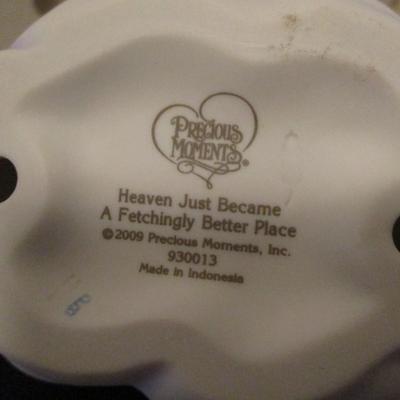 PRECIOUS
MOMENTS®
Heaven Just Became
A Fetchingly Better Place
©2009 Precious Moments, Inc.
930013
Made in Indonesia